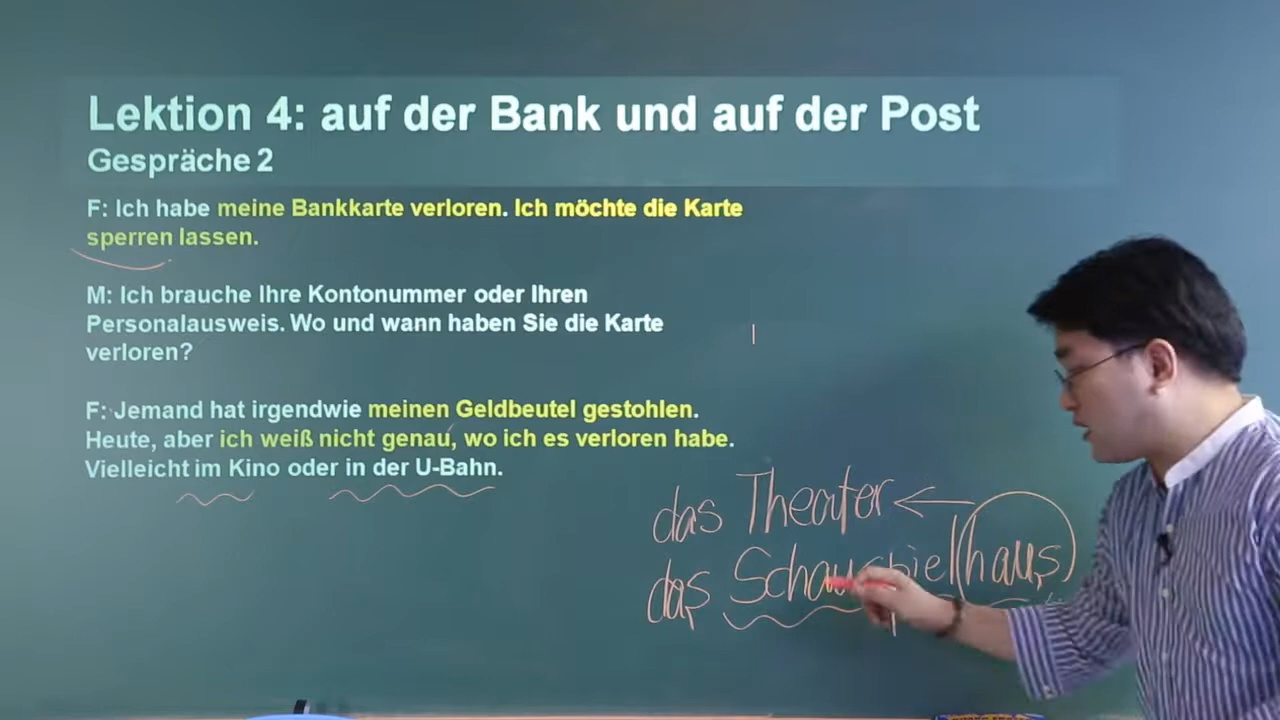 Lektion 4: auf der Bank und auf der Post
Gespräche 2
F: Ich habe meine Bankkarte verloren. Ich möchte die Karte
sperren lassen.
M: Ich brauche Ihre Kontonummer oder Ihren
Personalausweis. Wo und wann haben Sie die Karte
verloren?
F: Jemand hat irgendwie meinen Geldbeutel gestohlen.
Heute, aber ich weiß nicht genau, wo ich es verloren habe.
Vielleicht im Kino oder in der U-Bahn.
das Theater
das Schauspiel(haus)